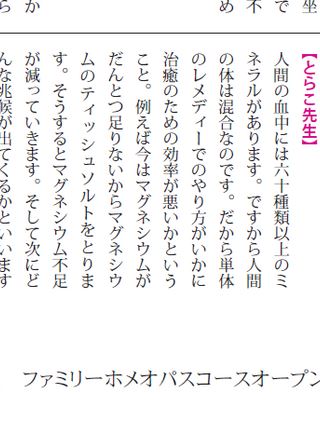 で
不
め
か
【とらこ先生】
人間の血中には六十種類以上のミ
ネラルがあります。ですから人間
の体は混合なのです。だから単体
のレメディーでのやり方がいかに
治癒のための効率が悪いかという
こと。例えば今はマグネシウムが
だんとつ足りないからマグネシウ
ムのティッシュソルトをとりま
す。そうするとマグネシウム不足
が減っていきます。そして次にど
んな兆候が出てくるかといいます
ファミリーホメオパスコースオープン